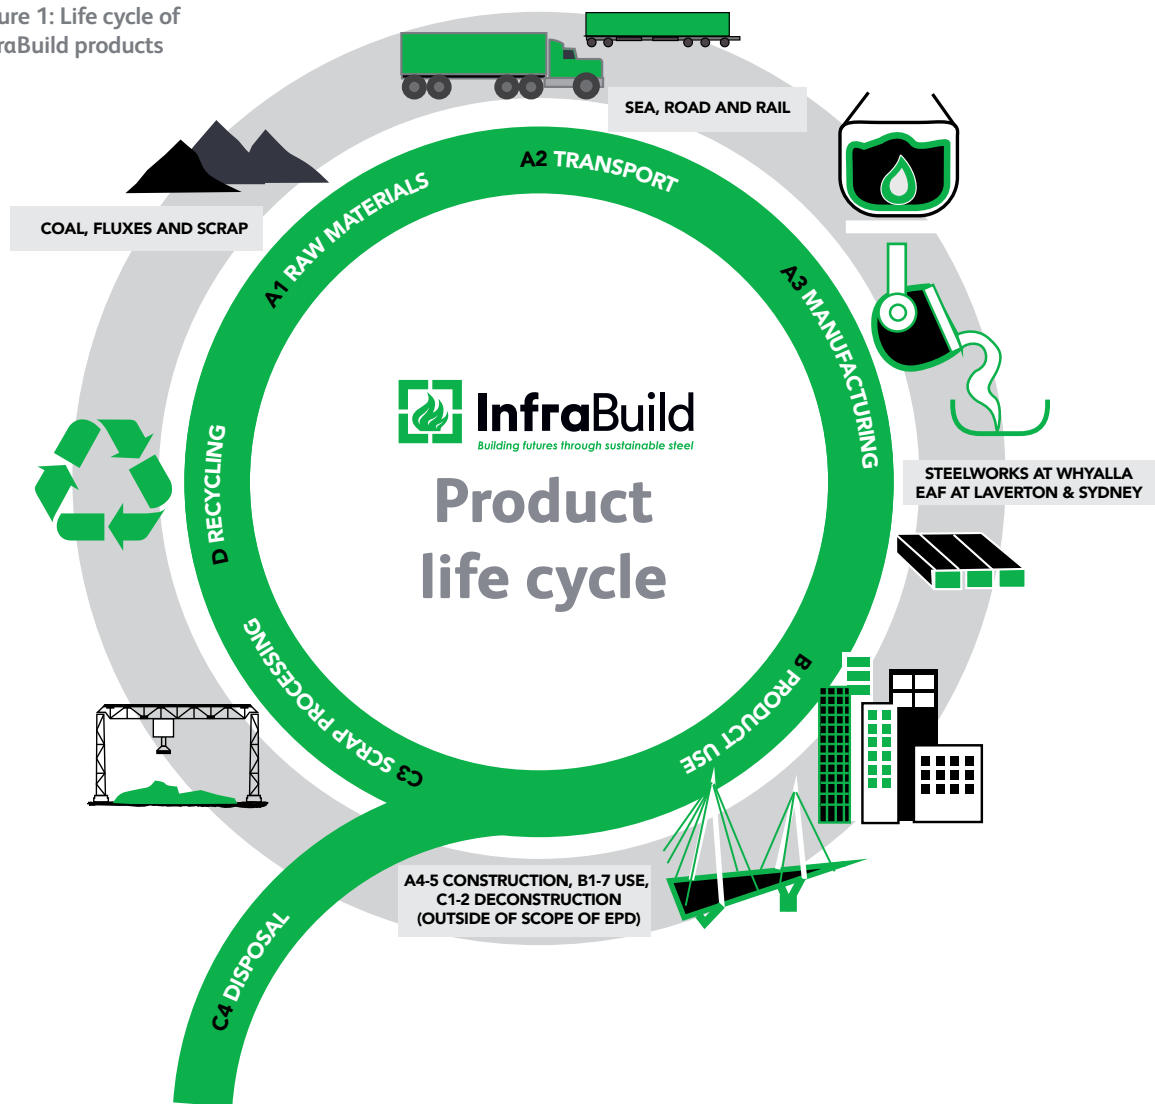 ure 1: Life cycle of
raBuild products
SEA, ROAD AND RAIL
A2 TRANSPORT
COAL, FLUXES AND SCRAP
A1 RAW MATERIALS
A3 MANUFACTURING
InfraBuild
Building futures through sustainable steel
Product
life cycle
STEELWORKS AT WHYALLA
EAF AT LAVERTON & SYDNEY
D RECYCLING
B PRODUCT USE
C3 SCRAP PROCESSING
A4-5 CONSTRUCTION, B1-7 USE,
C1-2 DECONSTRUCTION
(OUTSIDE OF SCOPE OF EPD)
C4 DISPOSAL